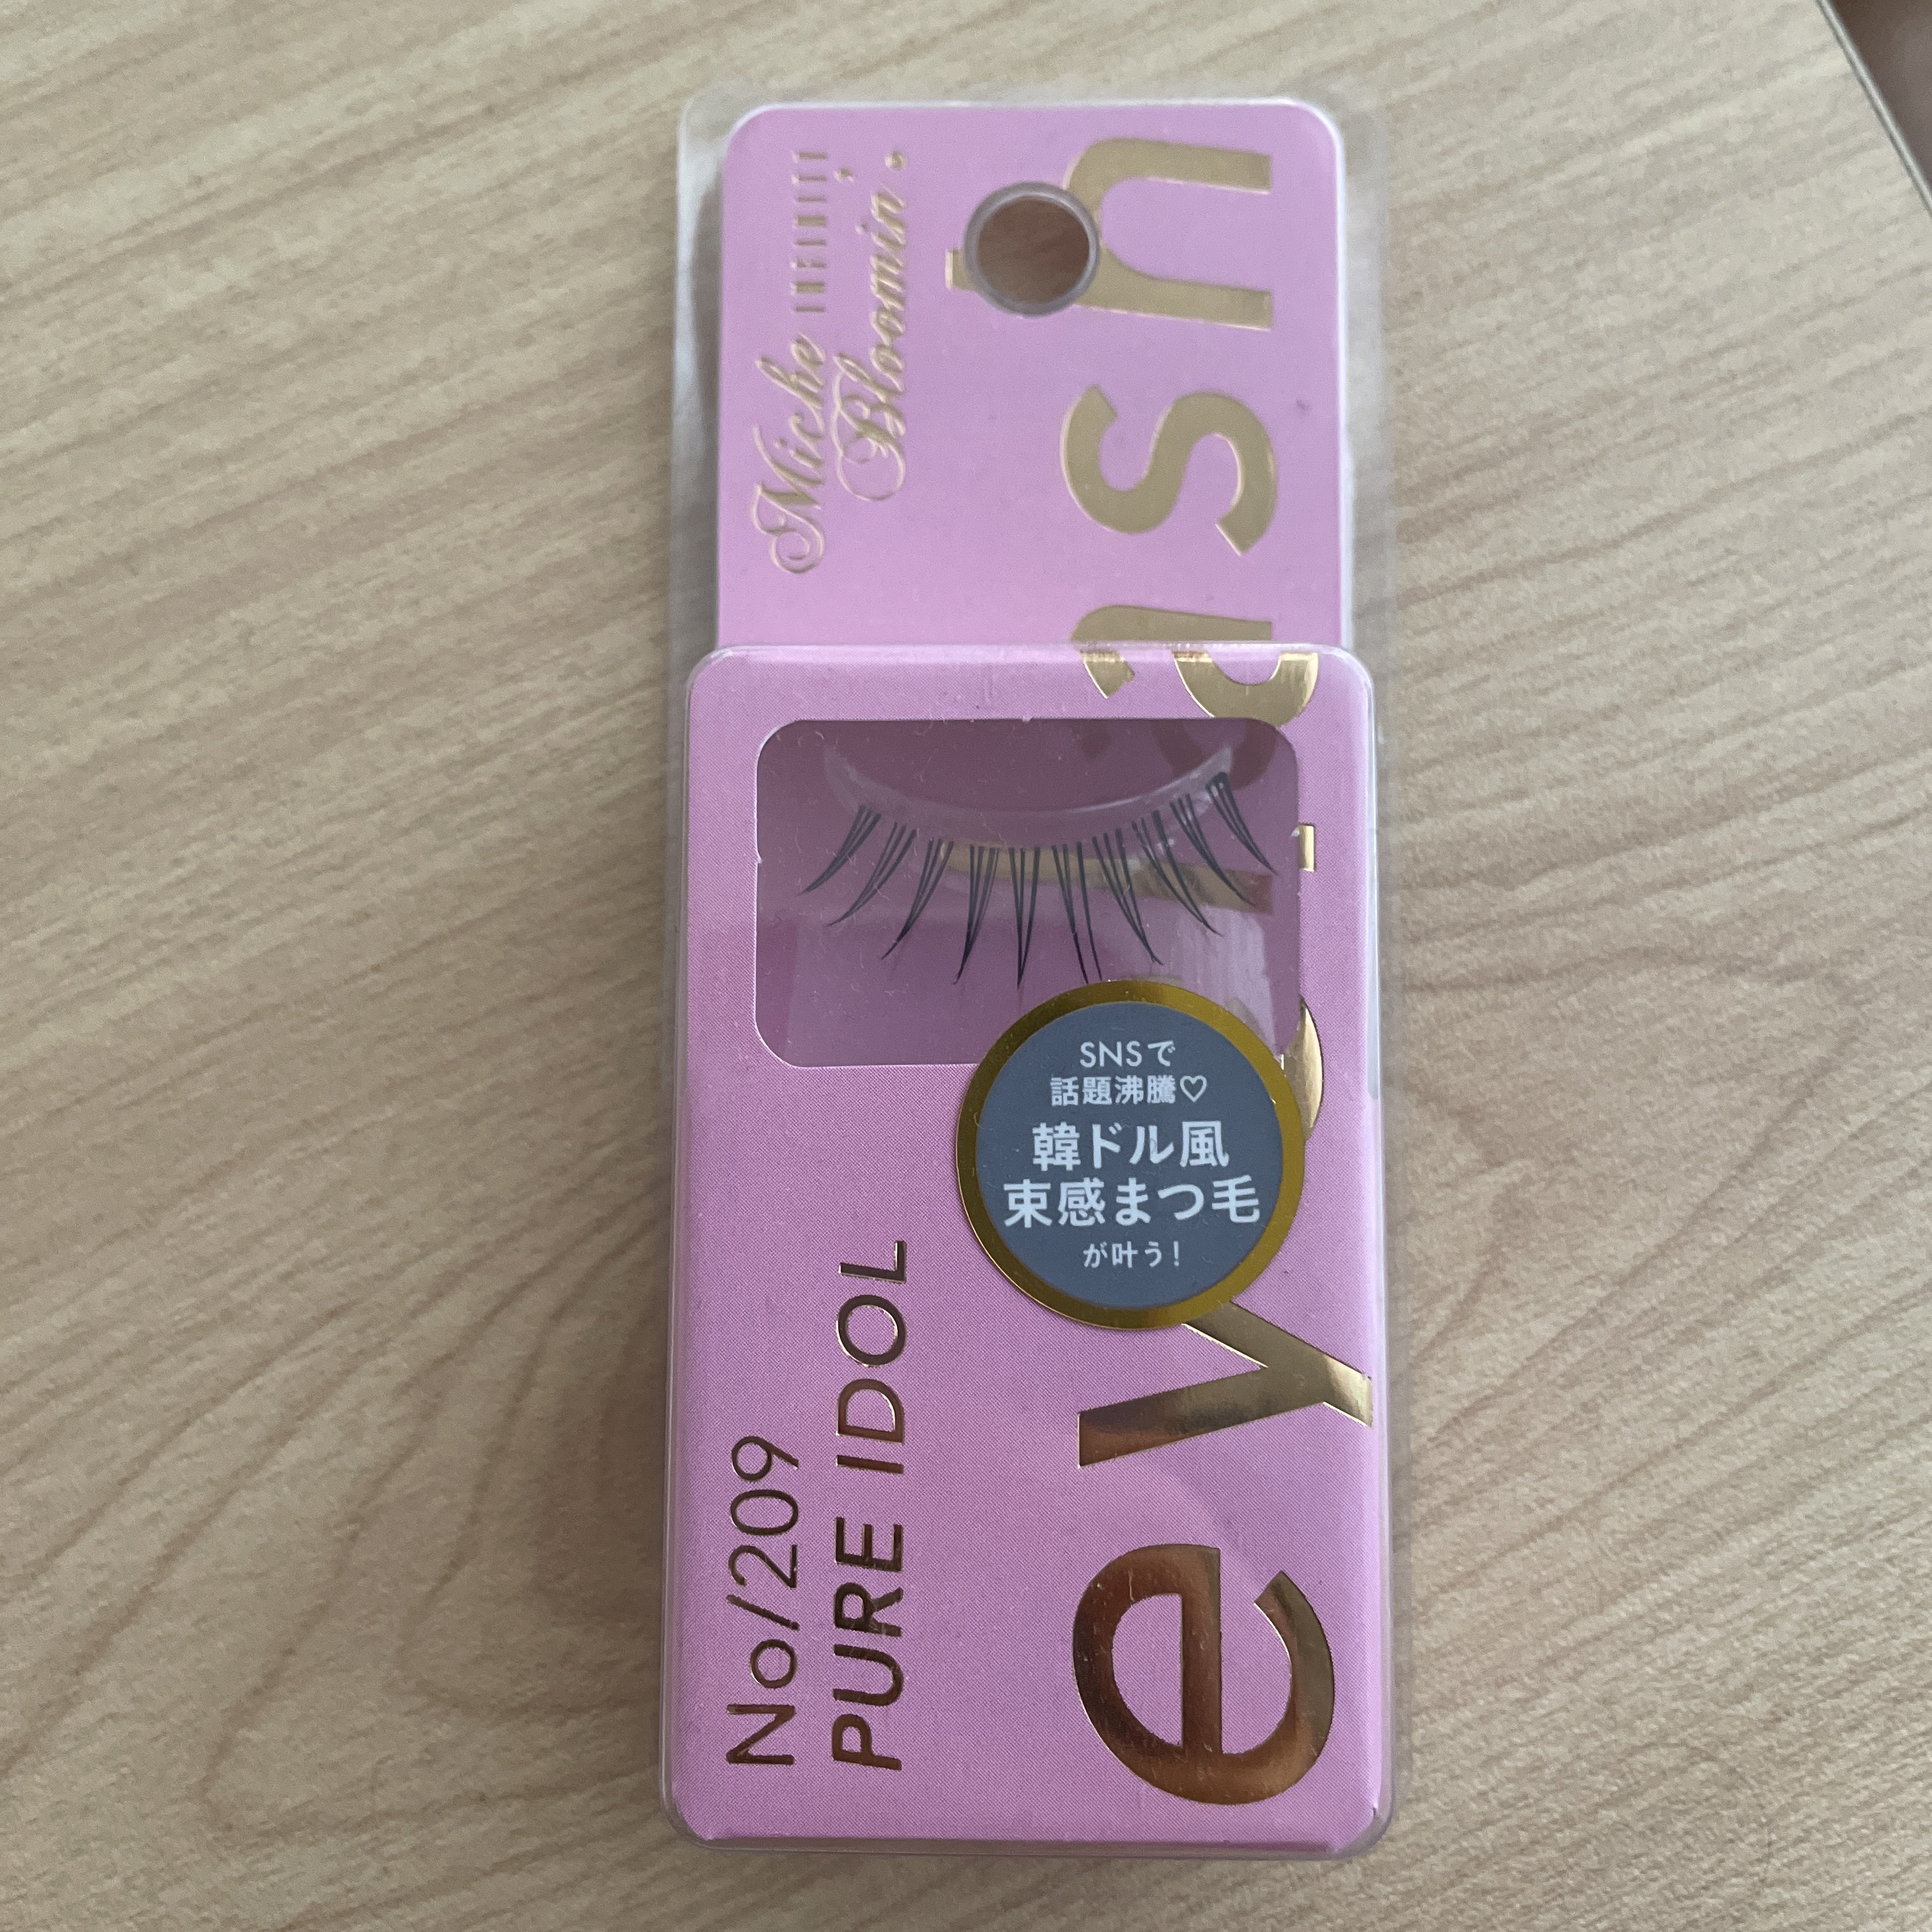 Miche INFINITY
Bloomin'.
eyelash
No/209
PURE IDOL
SNSで
話題沸騰♡
韓ドル風
束感まつ毛
が叶う!